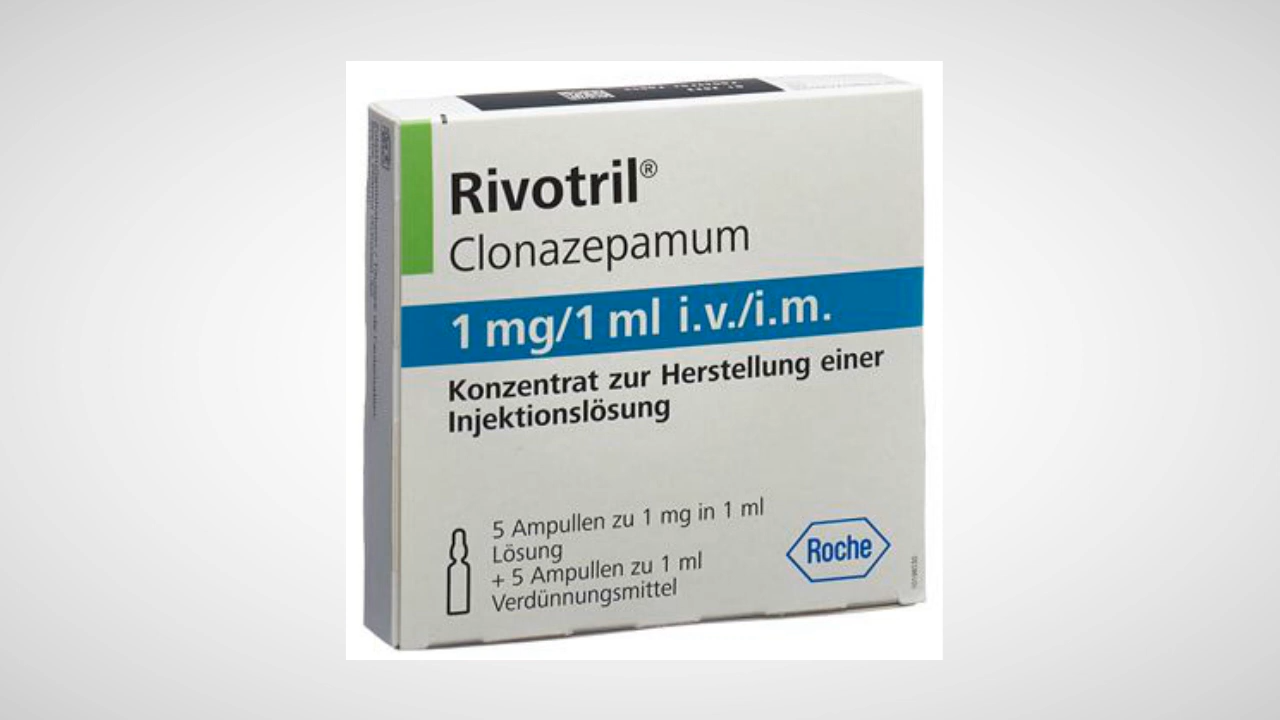 Rivotril®
Clonazepamum
1 mg/1 ml i.v./i.m.
Konzentrat zur Herstellung einer
Injektionslösung
5 Ampullen zu 1 mg in 1 ml
Lösung
+ 5 Ampullen zu 1 ml
Verdünnungsmittel
Roche